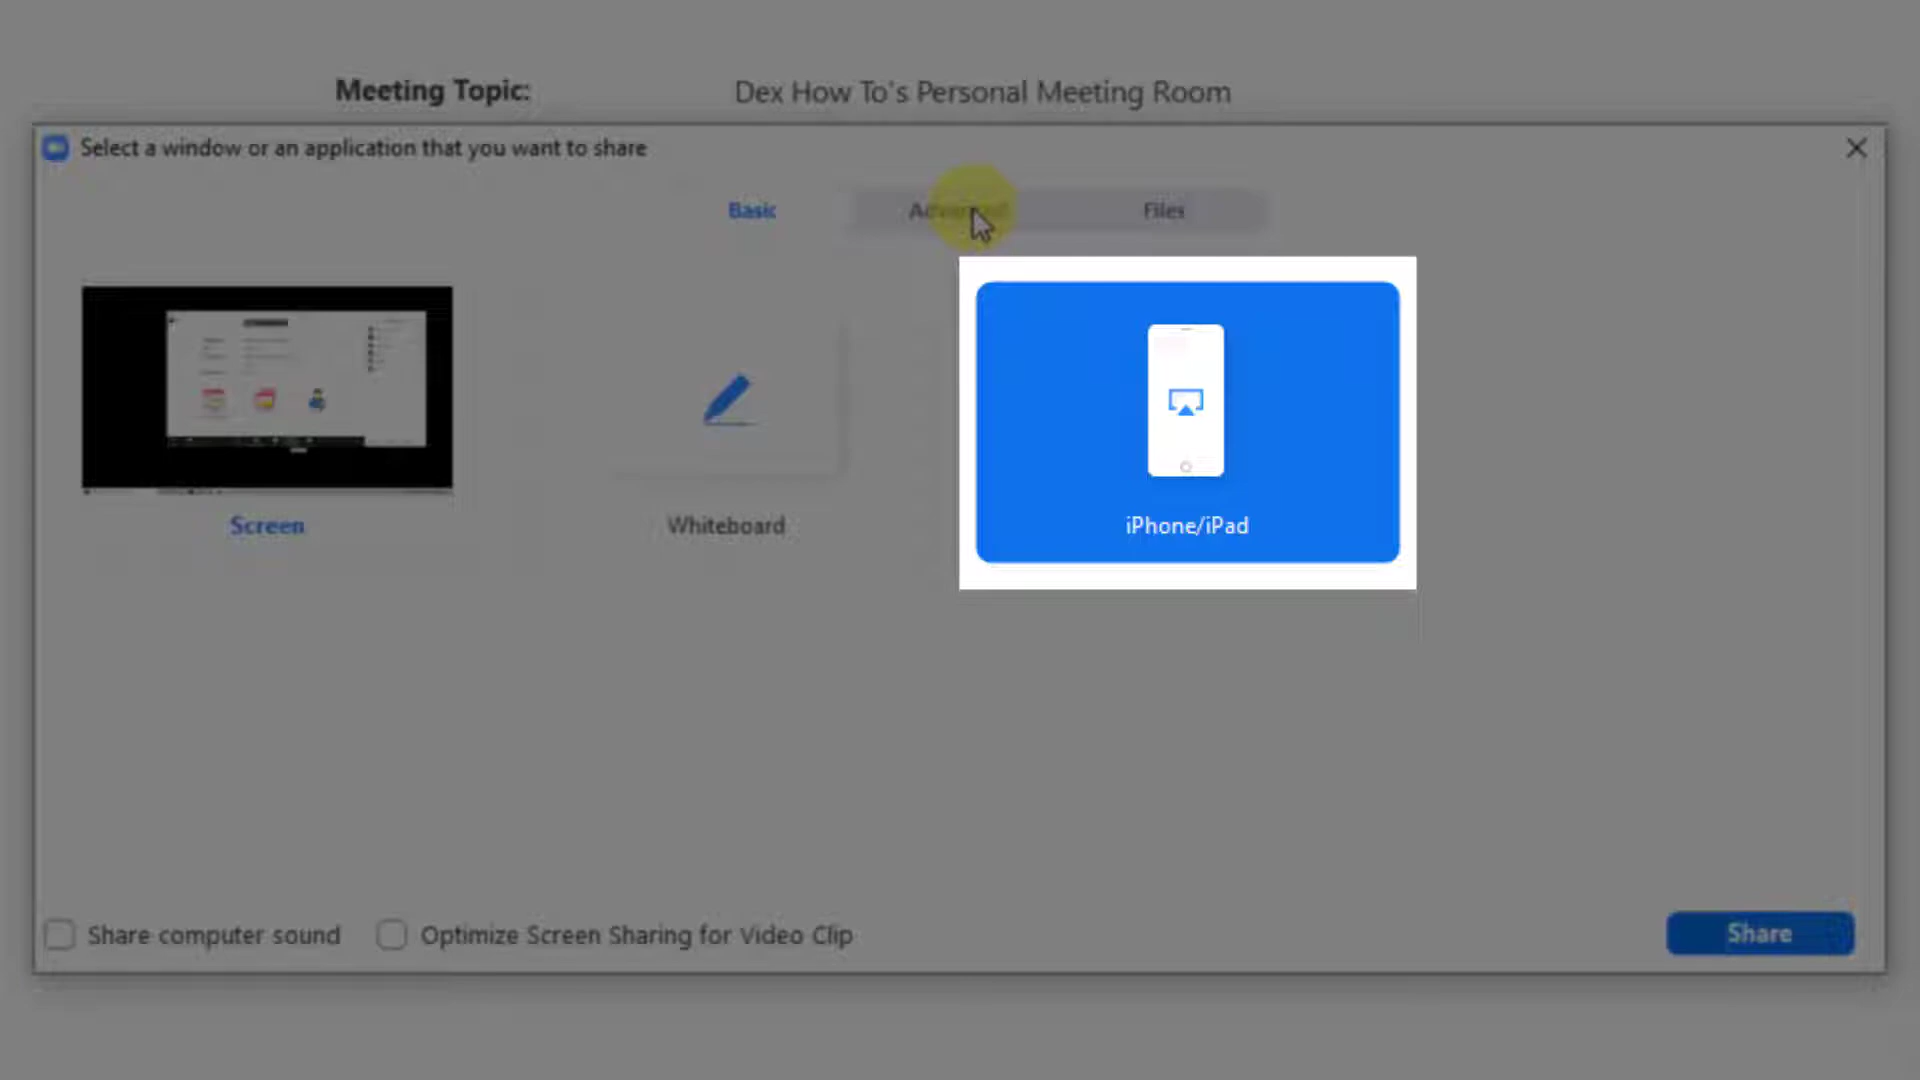 Meeting Topic: Dex How To's Personal Meeting Room
Select a window or an application that you want to share
Basic Advanced Files
Screen Whiteboard iPhone/iPad
Share computer sound Optimize Screen Sharing for Video Clip Share